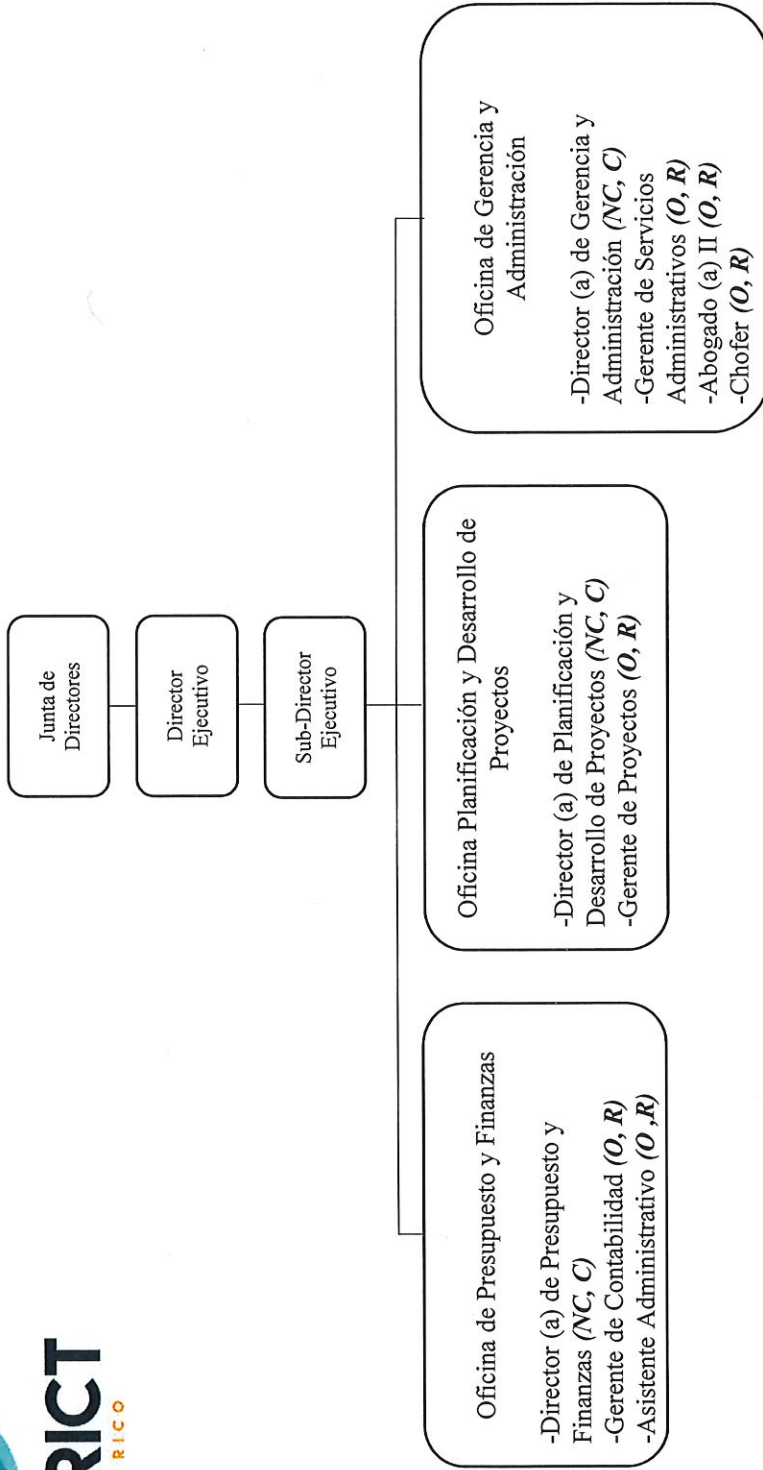 RICT
RICO
Junta de
Directores
Director
Ejecutivo
Sub-Director
Ejecutivo
Oficina de Presupuesto y Finanzas
-Director (a) de Presupuesto y
Finanzas (NC, C)
-Gerente de Contabilidad (O, R)
-Asistente Administrativo (O ,R)
Oficina Planificación y Desarrollo de
Proyectos
-Director (a) de Planificación y
Desarrollo de Proyectos (NC, C)
-Gerente de Proyectos (O, R)
Oficina de Gerencia y
Administración
-Director (a) de Gerencia y
Administración (NC, C)
-Gerente de Servicios
Administrativos (O, R)
-Abogado (a) II (O, R)
-Chofer (O, R)